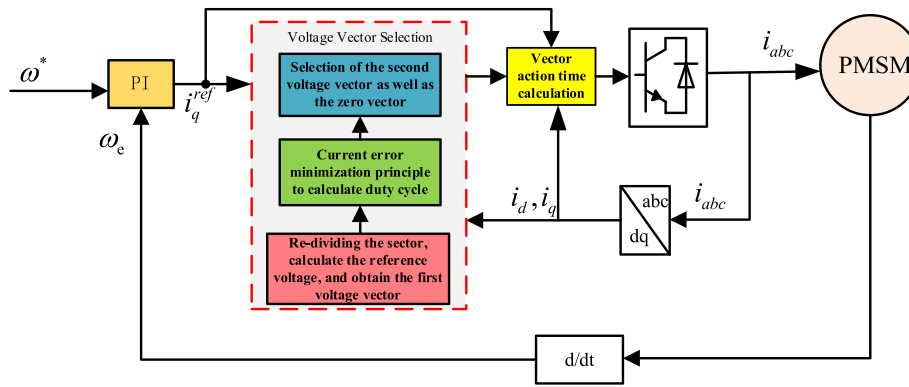 Voltage Vector Selection
ω*
PI
i_q^ref
ω_e
Selection of the second
voltage vector as well as
the zero vector
Current error
minimization principle
to calculate duty cycle
Re-dividing the sector,
calculate the reference
voltage, and obtain the first
voltage vector
Vector
action time
calculation
i_abc
PMSM
i_d, i_q
abc
dq
i_abc
d/dt